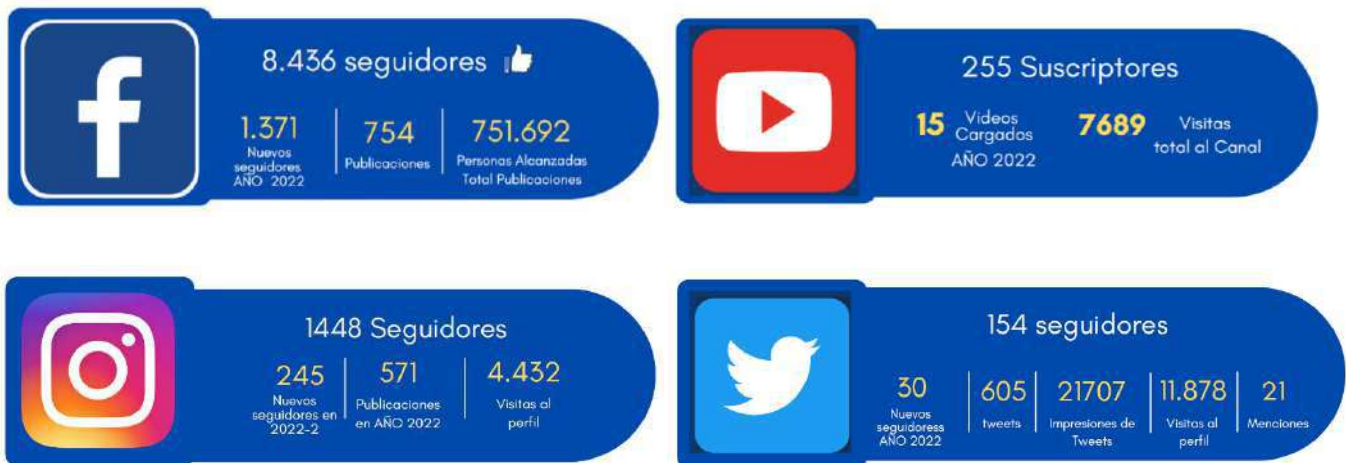 8.436 seguidores
1.371
Nuevos
seguidores
AÑO 2022
754
Publicaciones
751.692
Personas Alcanzadas
Total Publicaciones
255 Suscriptores
15
Videos
Cargados
AÑO 2022
7689
Visitas
total al Canal
1448 Seguidores
245
Nuevos
seguidores en
2022-2
571
Publicaciones
en AÑO 2022
4.432
Visitas al
perfil
154 seguidores
30
Nuevos
seguidoress
AÑO 2022
605
tweets
21707
Impresiones de
Tweets
11.878
Visitas al
perfil
21
Menciones